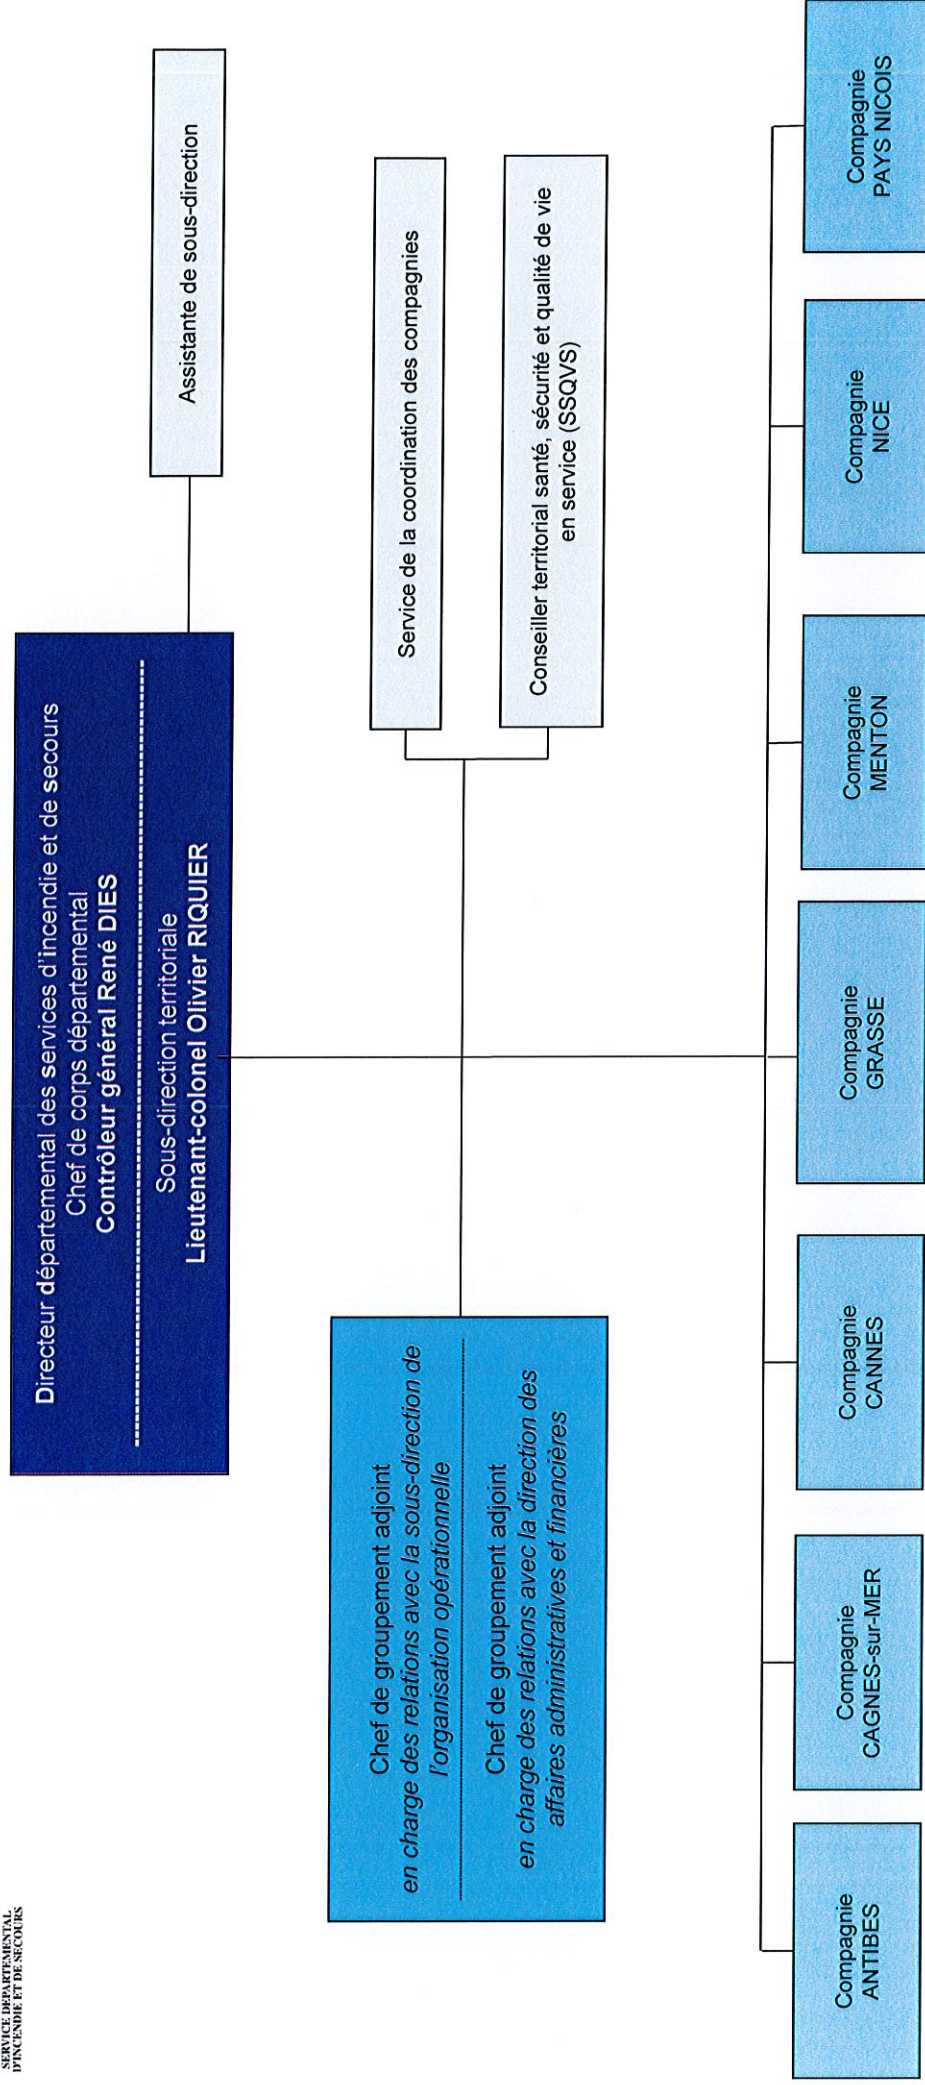 SERVICE DEPARTEMENTAL
D'INCENDIE ET DE SECOURS
Directeur départemental des services d'incendie et de secours
Chef de corps départemental
Contrôleur général René DIES
Sous-direction territoriale
Lieutenant-colonel Olivier RIQUIER
Assistante de sous-direction
Chef de groupement adjoint
en charge des relations avec la sous-direction de
l'organisation opérationnelle
Chef de groupement adjoint
en charge des relations avec la direction des
affaires administratives et financières
Service de la coordination des compagnies
Conseiller territorial santé, sécurité et qualité de vie
en service (SSQVS)
Compagnie
ANTIBES
Compagnie
CAGNES-sur-MER
Compagnie
CANNES
Compagnie
GRASSE
Compagnie
MENTON
Compagnie
NICE
Compagnie
PAYS NICOIS